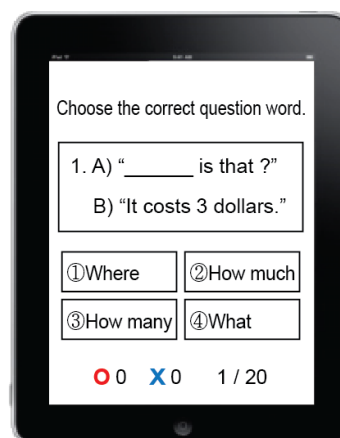 Choose the correct question word.
1. A) “______ is that ?”
B) “It costs 3 dollars.”
①Where ②How much
③How many ④What
O 0 X 0 1 / 20